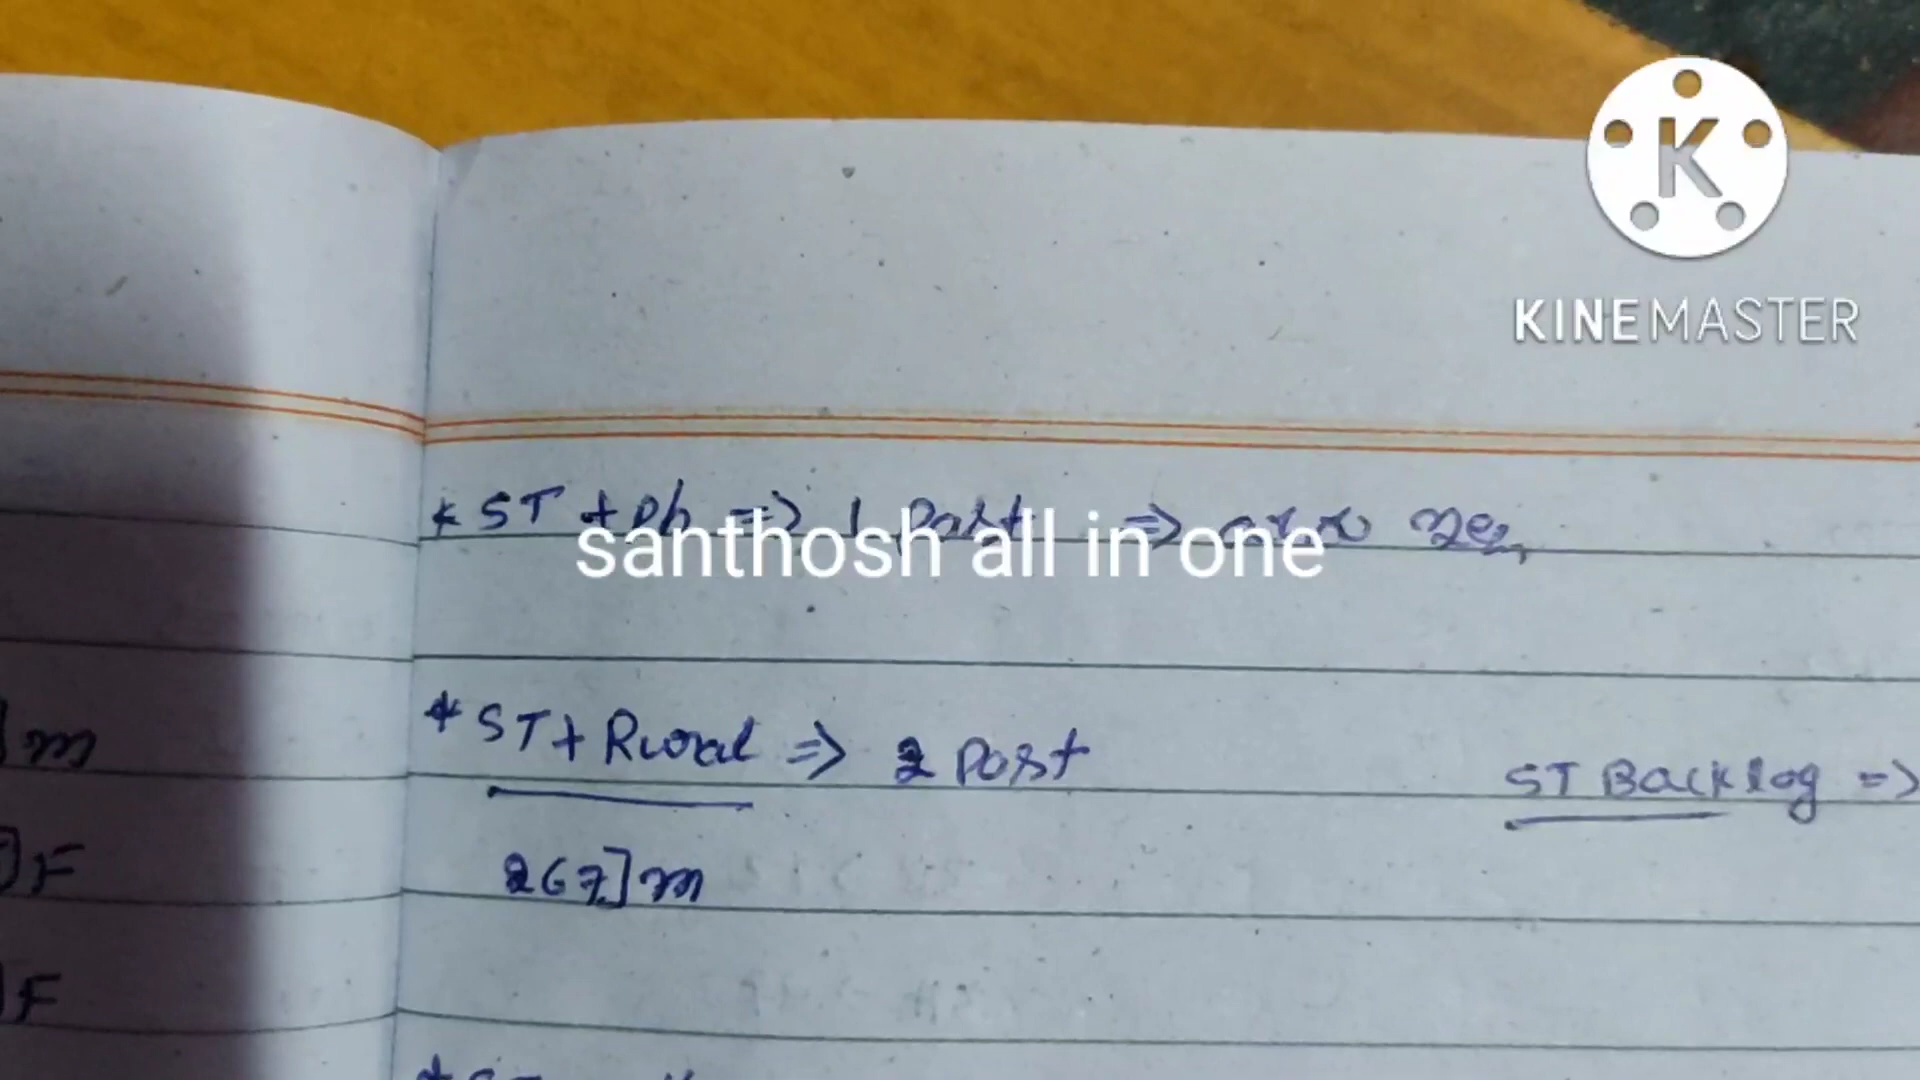 KINEMASTER
* ST + Ph => 1 Post =>
santhosh all in one
* ST + Rural => 2 Post
ST Backlog =>
267] m
] m
] F
] F